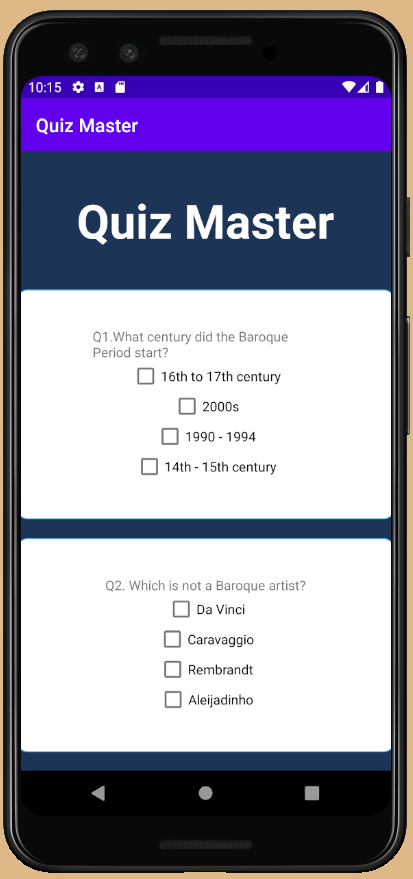 10:15
Quiz Master
Quiz Master
Q1.What century did the Baroque
Period start?
16th to 17th century
2000s
1990 - 1994
14th - 15th century
Q2. Which is not a Baroque artist?
Da Vinci
Caravaggio
Rembrandt
Aleijadinho